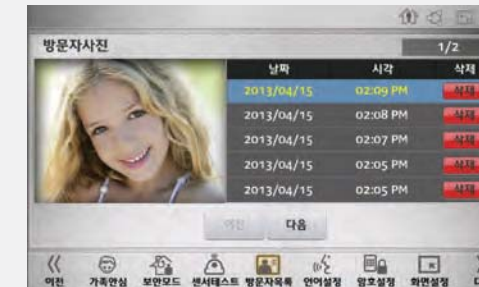 방문자사진 1/2
날짜 시각 삭제
2013/04/15 02:09 PM 삭제
2013/04/15 02:08 PM 삭제
2013/04/15 02:07 PM 삭제
2013/04/15 02:05 PM 삭제
2013/04/15 02:05 PM 삭제
이전 다음
이전 가족안심 보안모드 센서테스트 방문자목록 언어설정 암호설정 화면설정